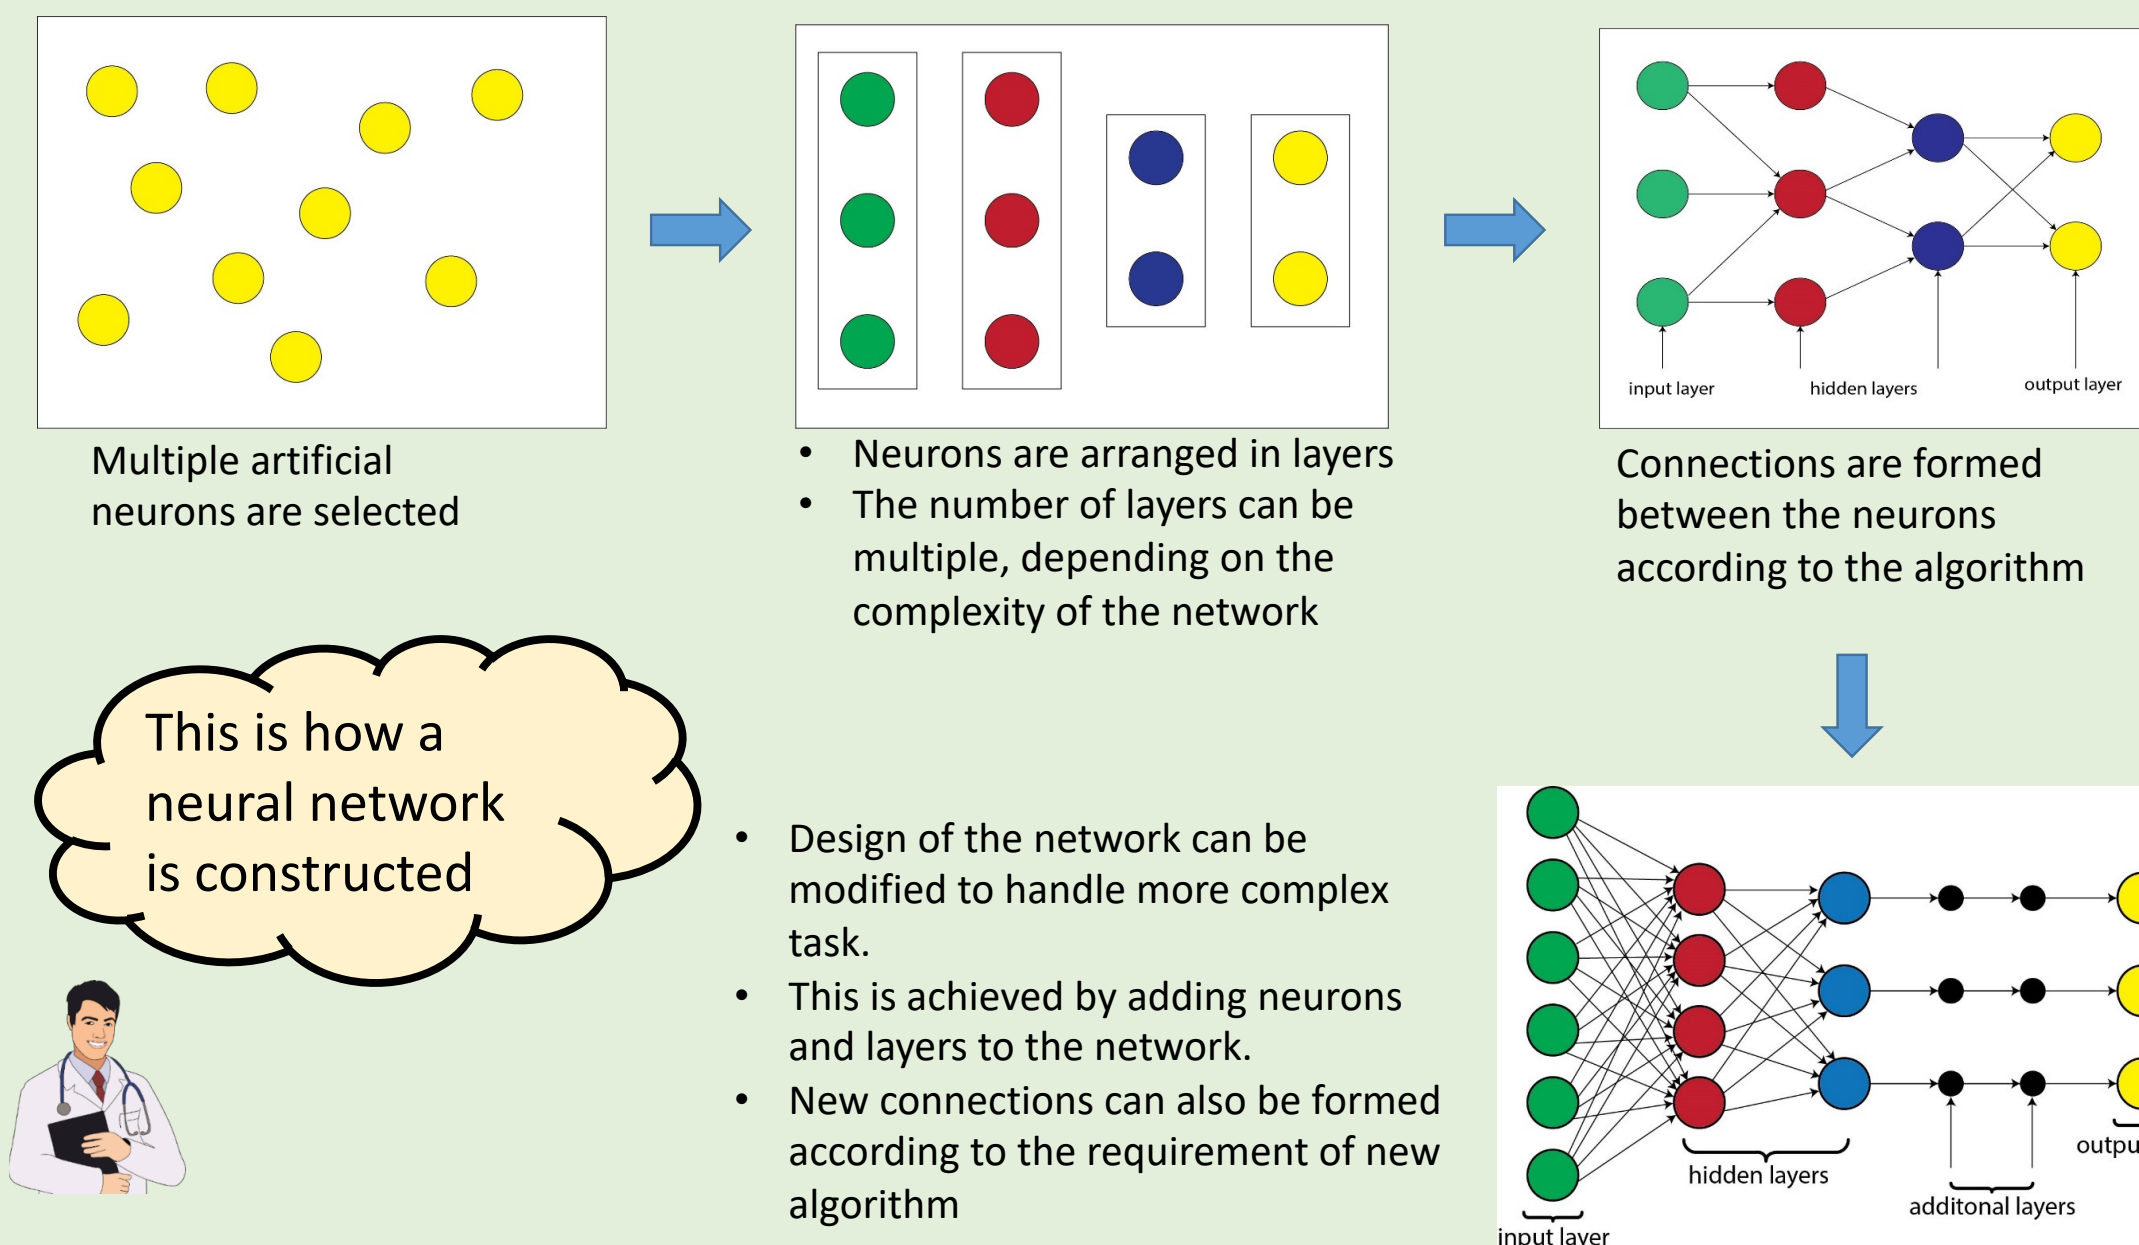 Multiple artificial
neurons are selected
• Neurons are arranged in layers
• The number of layers can be
multiple, depending on the
complexity of the network
input layer
hidden layers
output layer
Connections are formed
between the neurons
according to the algorithm
This is how a
neural network
is constructed
• Design of the network can be
modified to handle more complex
task.
• This is achieved by adding neurons
and layers to the network.
• New connections can also be formed
according to the requirement of new
algorithm
input layer
hidden layers
additonal layers
outpu